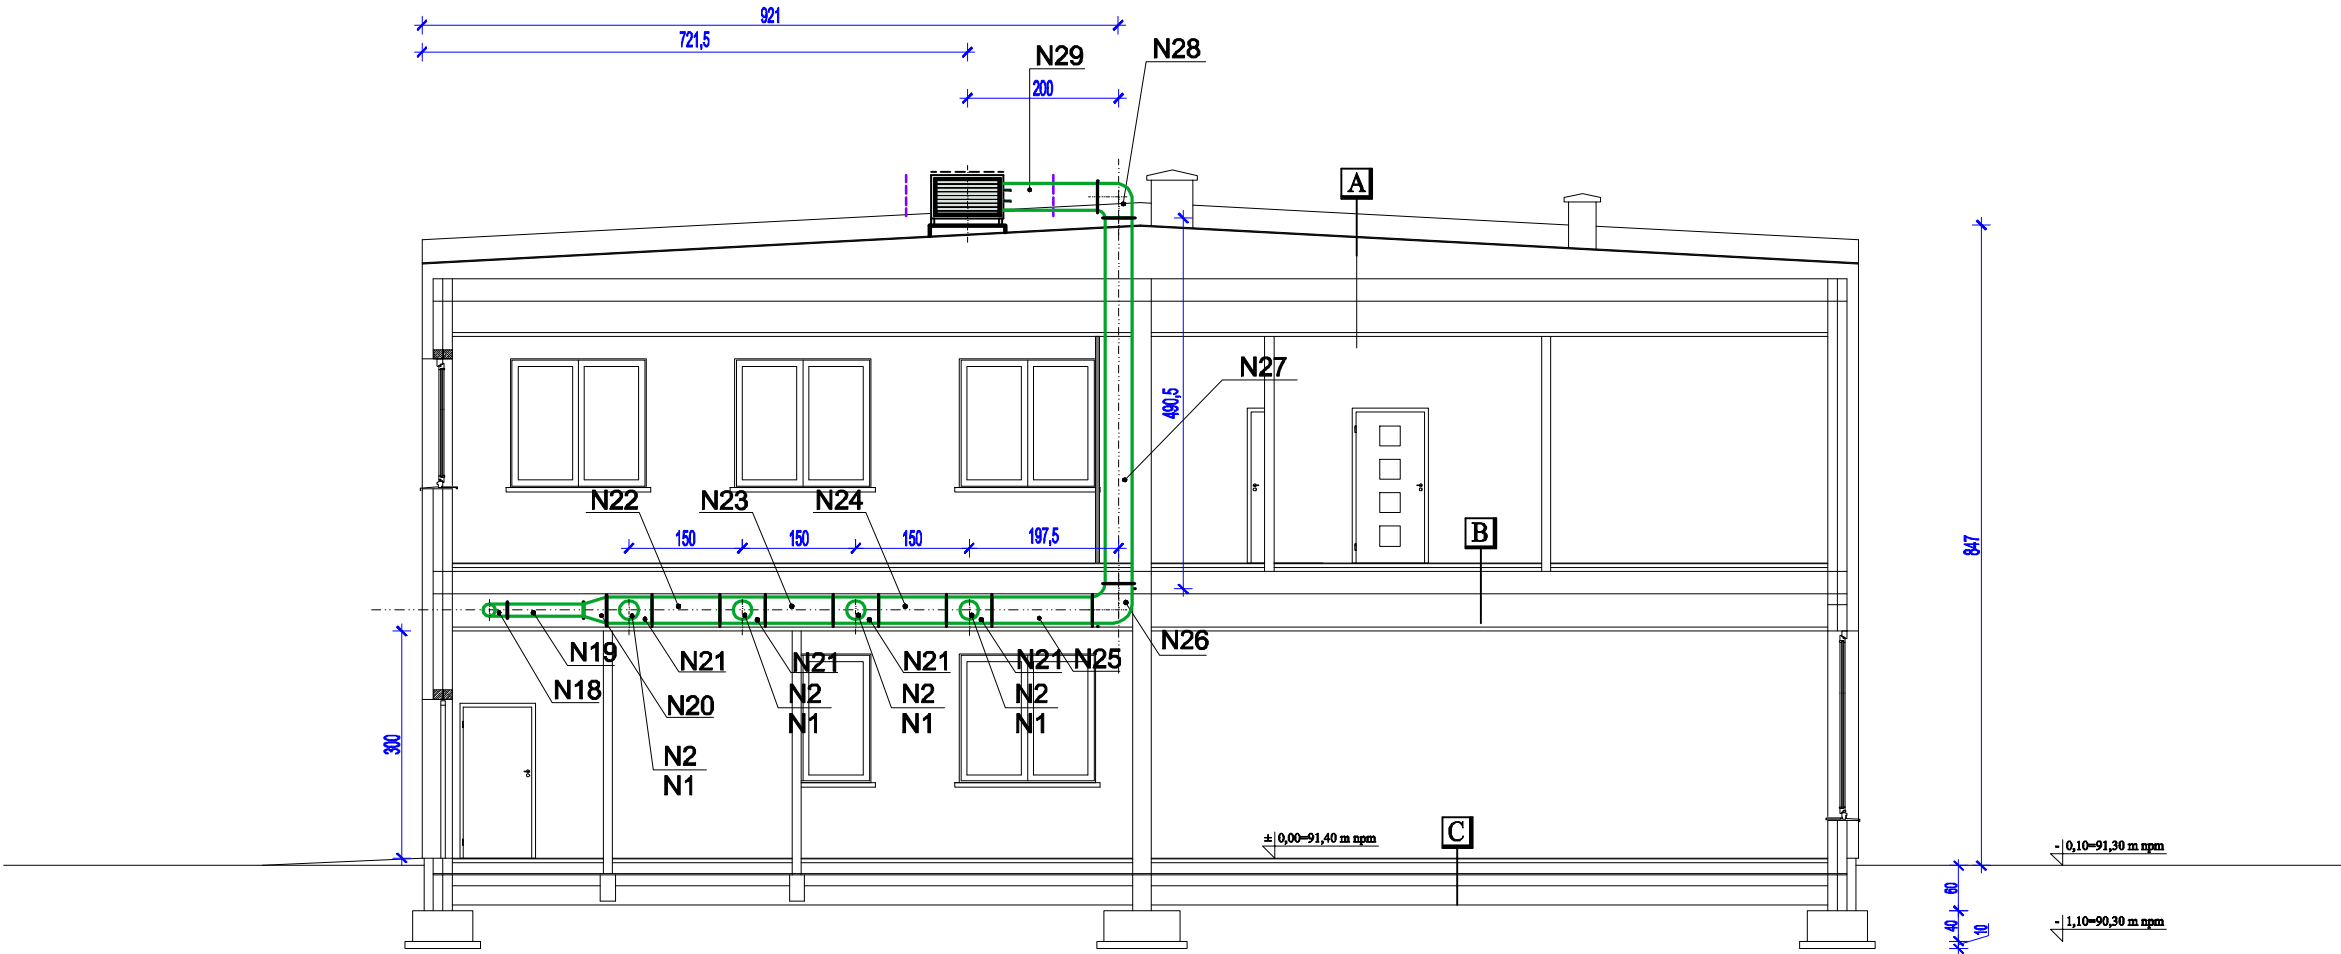 921
721,5
N29
N28
200
A
N27
490,5
847
N22
N23
N24
B
150
150
150
197,5
N19
N21
N21
N21
N21
N25
N26
N18
N20
N2
N1
N2
N1
N2
N1
300
N2
N1
± 0,00=91,40 m npm
C
- 0,10=91,30 m npm
60
40
10
- 1,10=90,30 m npm